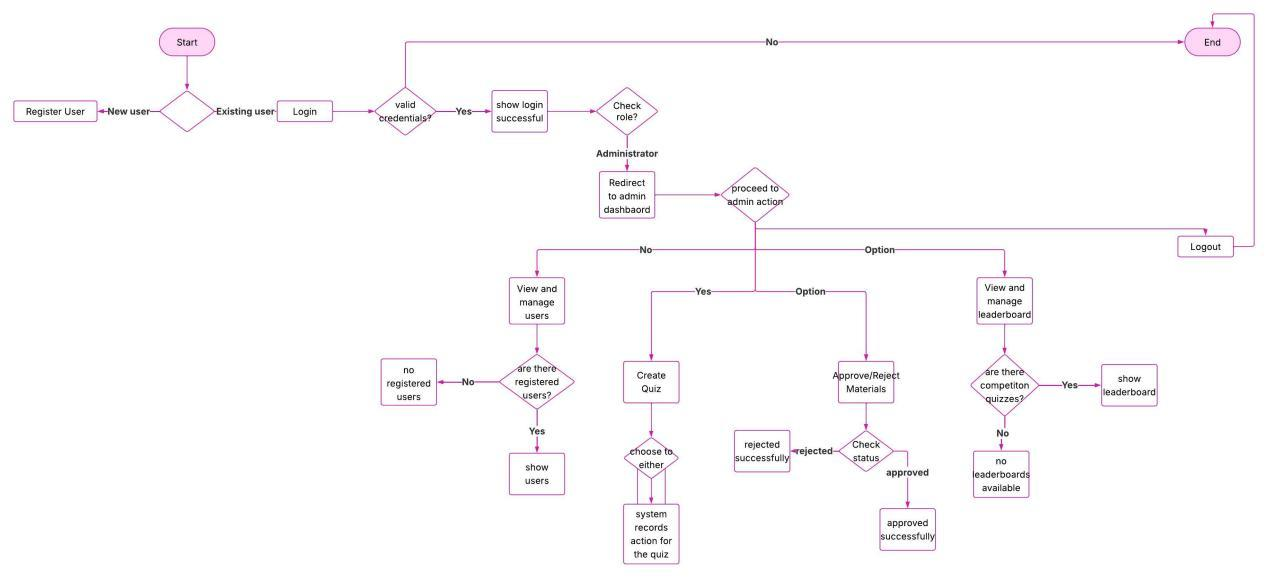 Start
End
No
Register User
New user
Existing user
Login
valid
credentials?
Yes
show login
successful
Check
role?
Administrator
Redirect
to admin
dashbaord
proceed to
admin action
Logout
No
Option
View and
manage
users
Yes
Option
View and
manage
leaderboard
no
registered
users
No
are there
registered
users?
Create
Quiz
Approve/Reject
Materials
are there
competiton
quizzes?
Yes
show
leaderboard
Yes
choose to
either
rejected
successfully
rejected
Check
status
approved
No
show
users
no
leaderboards
available
system
records
action for
the quiz
approved
successfully